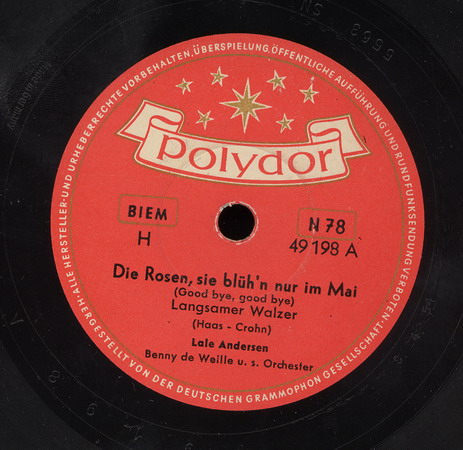 ·ALLE HERSTELLER-UND URHEBERRECHTE VORBEHALTEN. ÜBERSPIELUNG, ÖFFENTLICHE AUFFÜHRUNG UND RUNDFUNKSENDUNG VERBOTEN·
Polydor
BIEM
N 78
H
49198 A
Die Rosen, sie blüh'n nur im Mai
(Good bye, good bye)
Langsamer Walzer
(Haas - Crohn)
Lale Andersen
Benny de Weille u. s. Orchester
HERGESTELLT VON DER DEUTSCHEN GRAMMOPHON GESELLSCHAFT